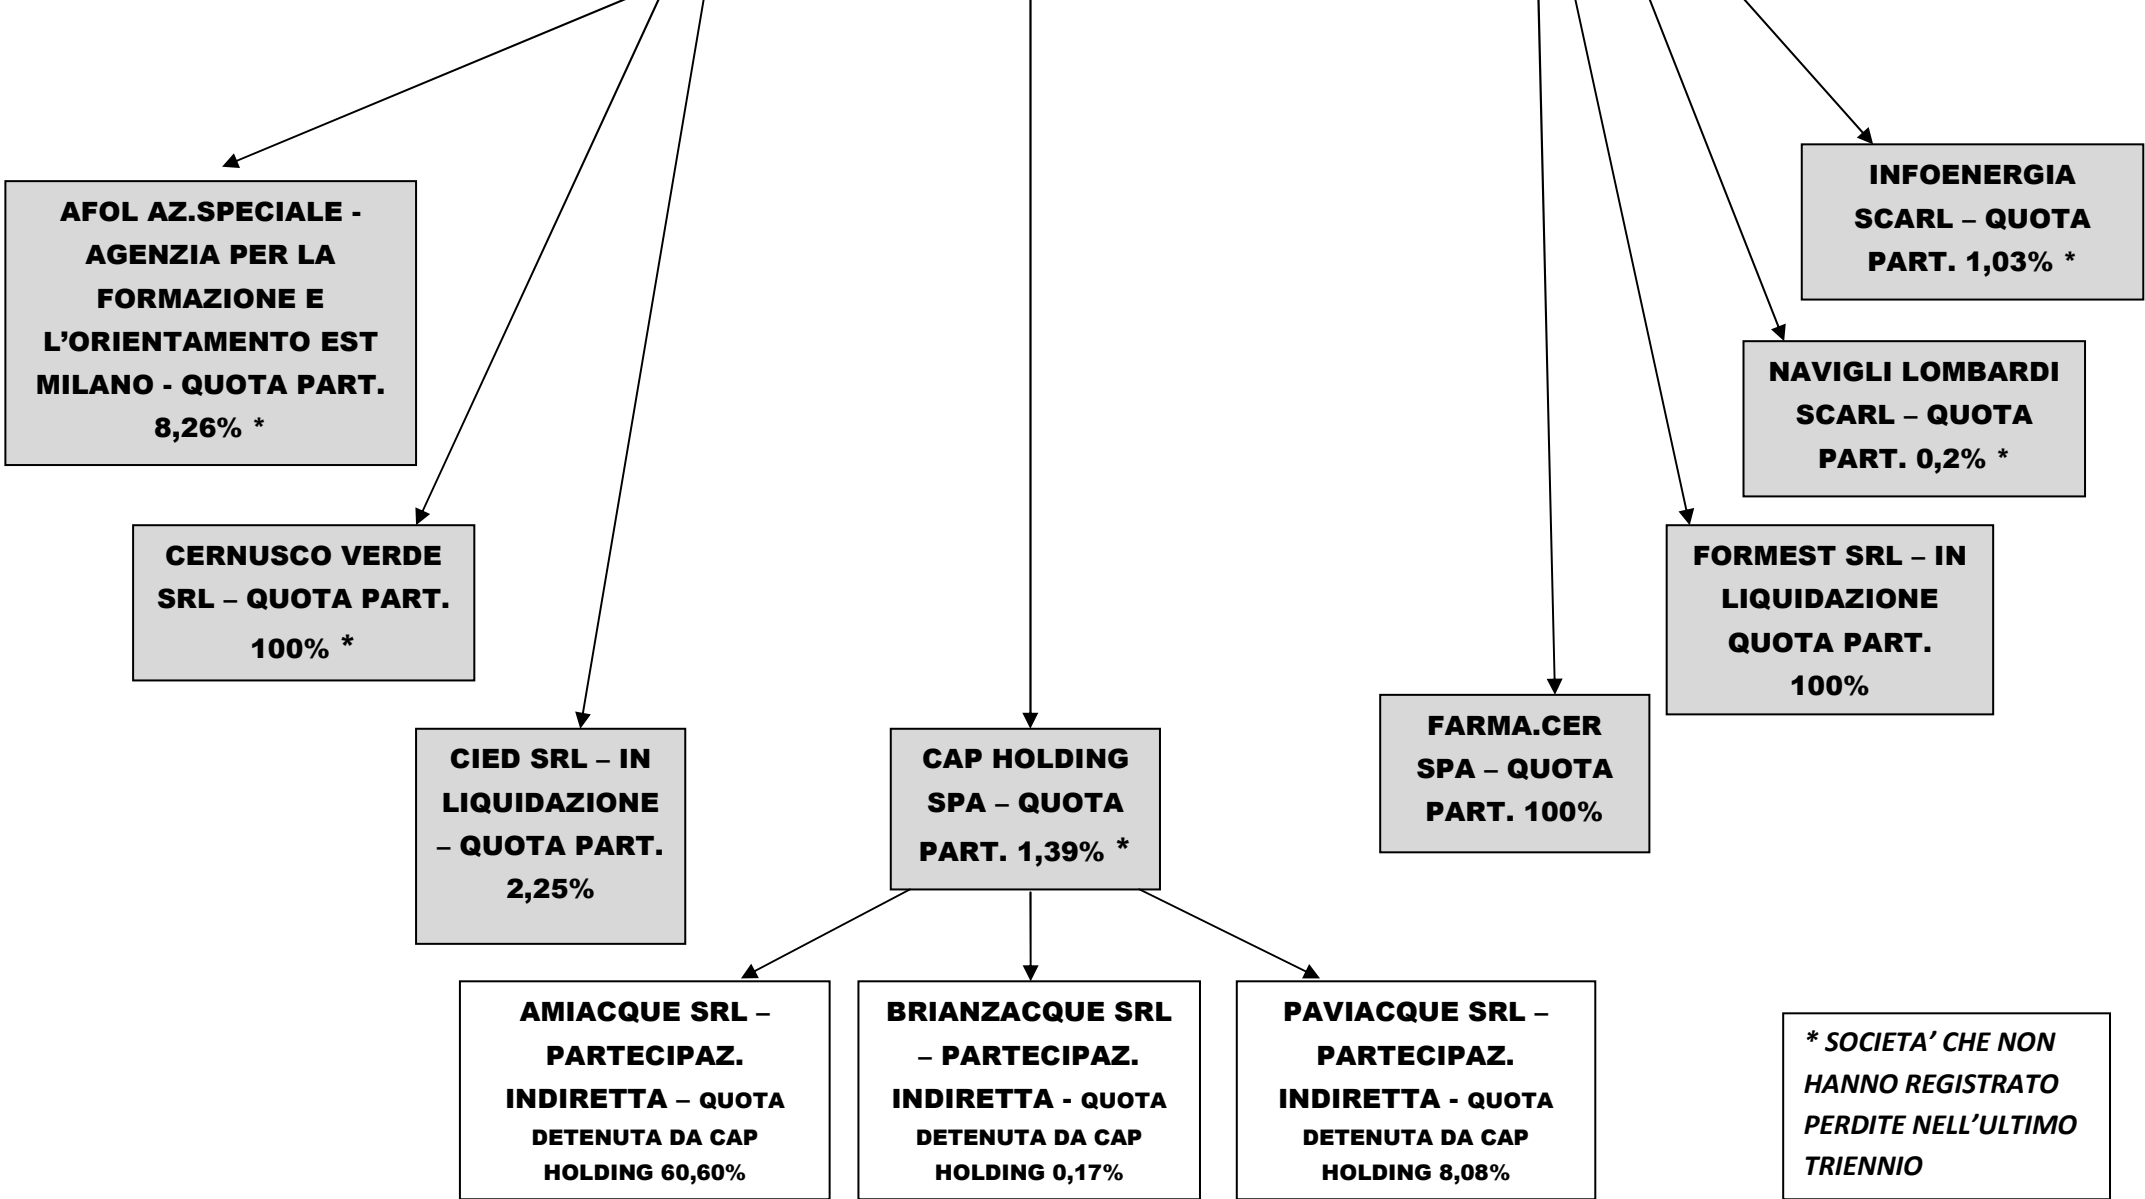 AFOL AZ.SPECIALE -
AGENZIA PER LA
FORMAZIONE E
L’ORIENTAMENTO EST
MILANO - QUOTA PART.
8,26% *
INFOENERGIA
SCARL – QUOTA
PART. 1,03% *
NAVIGLI LOMBARDI
SCARL – QUOTA
PART. 0,2% *
CERNUSCO VERDE
SRL – QUOTA PART.
100% *
FORMEST SRL – IN
LIQUIDAZIONE
QUOTA PART.
100%
CIED SRL – IN
LIQUIDAZIONE
– QUOTA PART.
2,25%
CAP HOLDING
SPA – QUOTA
PART. 1,39% *
FARMA.CER
SPA – QUOTA
PART. 100%
AMIACQUE SRL –
PARTECIPAZ.
INDIRETTA – QUOTA
DETENUTA DA CAP
HOLDING 60,60%
BRIANZACQUE SRL
– PARTECIPAZ.
INDIRETTA - QUOTA
DETENUTA DA CAP
HOLDING 0,17%
PAVIACQUE SRL –
PARTECIPAZ.
INDIRETTA - QUOTA
DETENUTA DA CAP
HOLDING 8,08%
* SOCIETA’ CHE NON
HANNO REGISTRATO
PERDITE NELL’ULTIMO
TRIENNIO